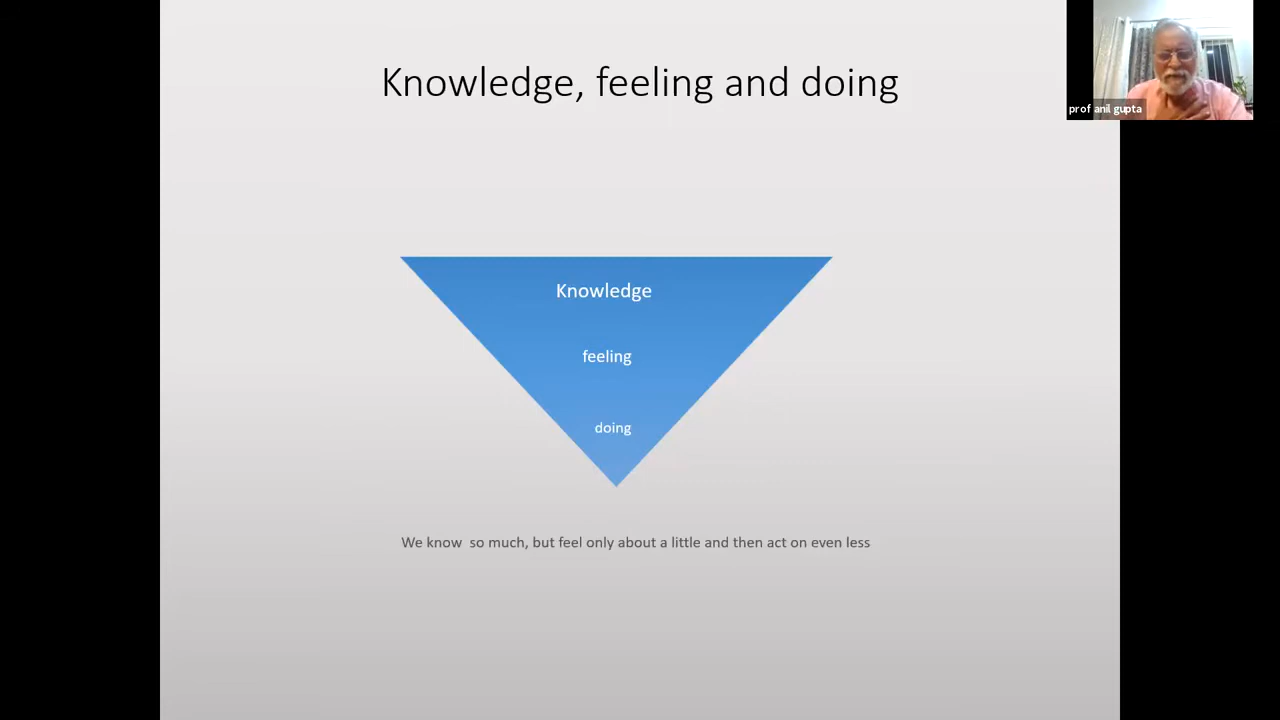 Knowledge, feeling and doing
prof anil gupta
Knowledge
feeling
doing
We know  so much, but feel only about a little and then act on even less